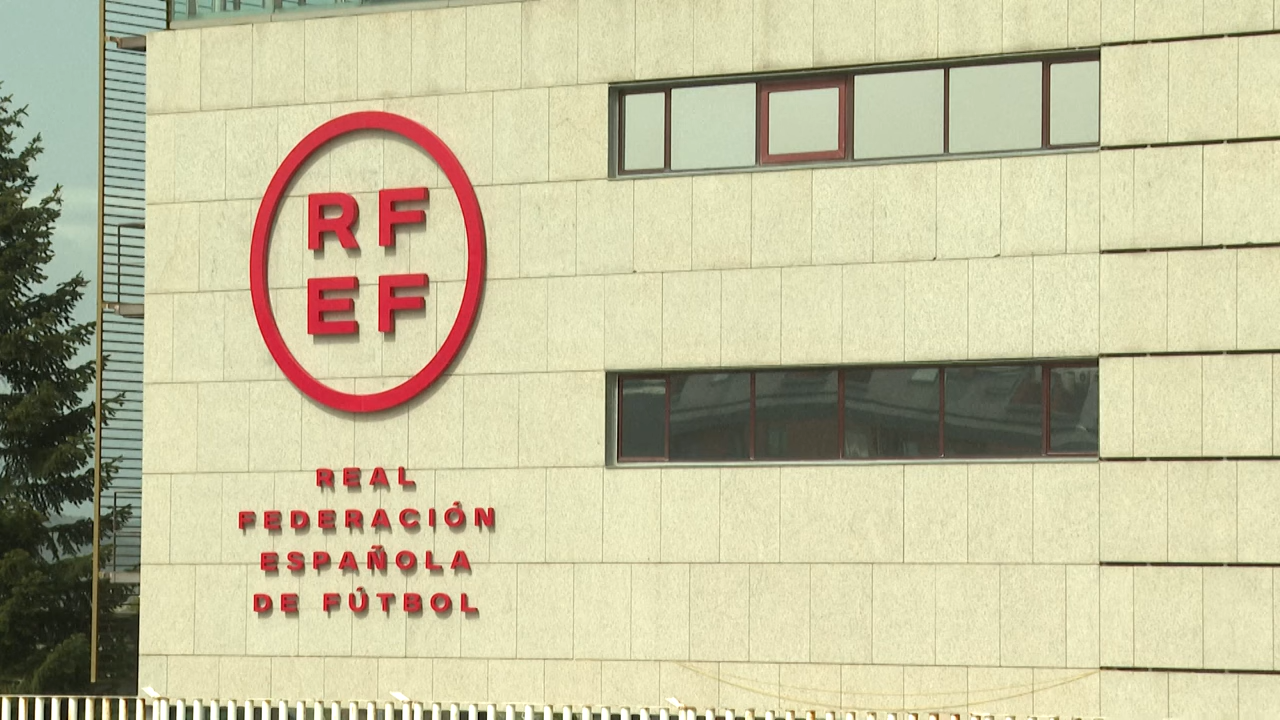 RF
EF
REAL
FEDERACIÓN
ESPAÑOLA
DE FÚTBOL